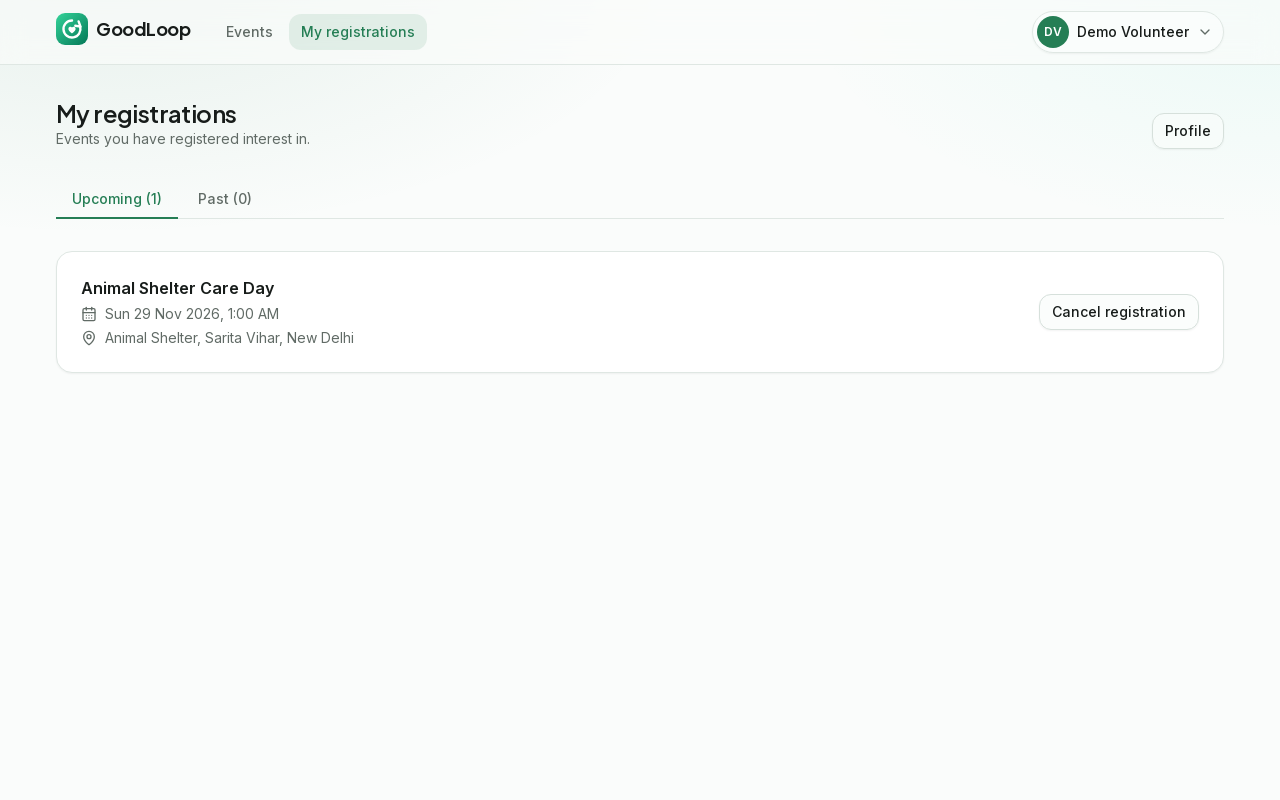 GoodLoop
Events
My registrations
DV
Demo Volunteer
My registrations
Events you have registered interest in.
Profile
Upcoming (1)
Past (0)
Animal Shelter Care Day
Sun 29 Nov 2026, 1:00 AM
Animal Shelter, Sarita Vihar, New Delhi
Cancel registration